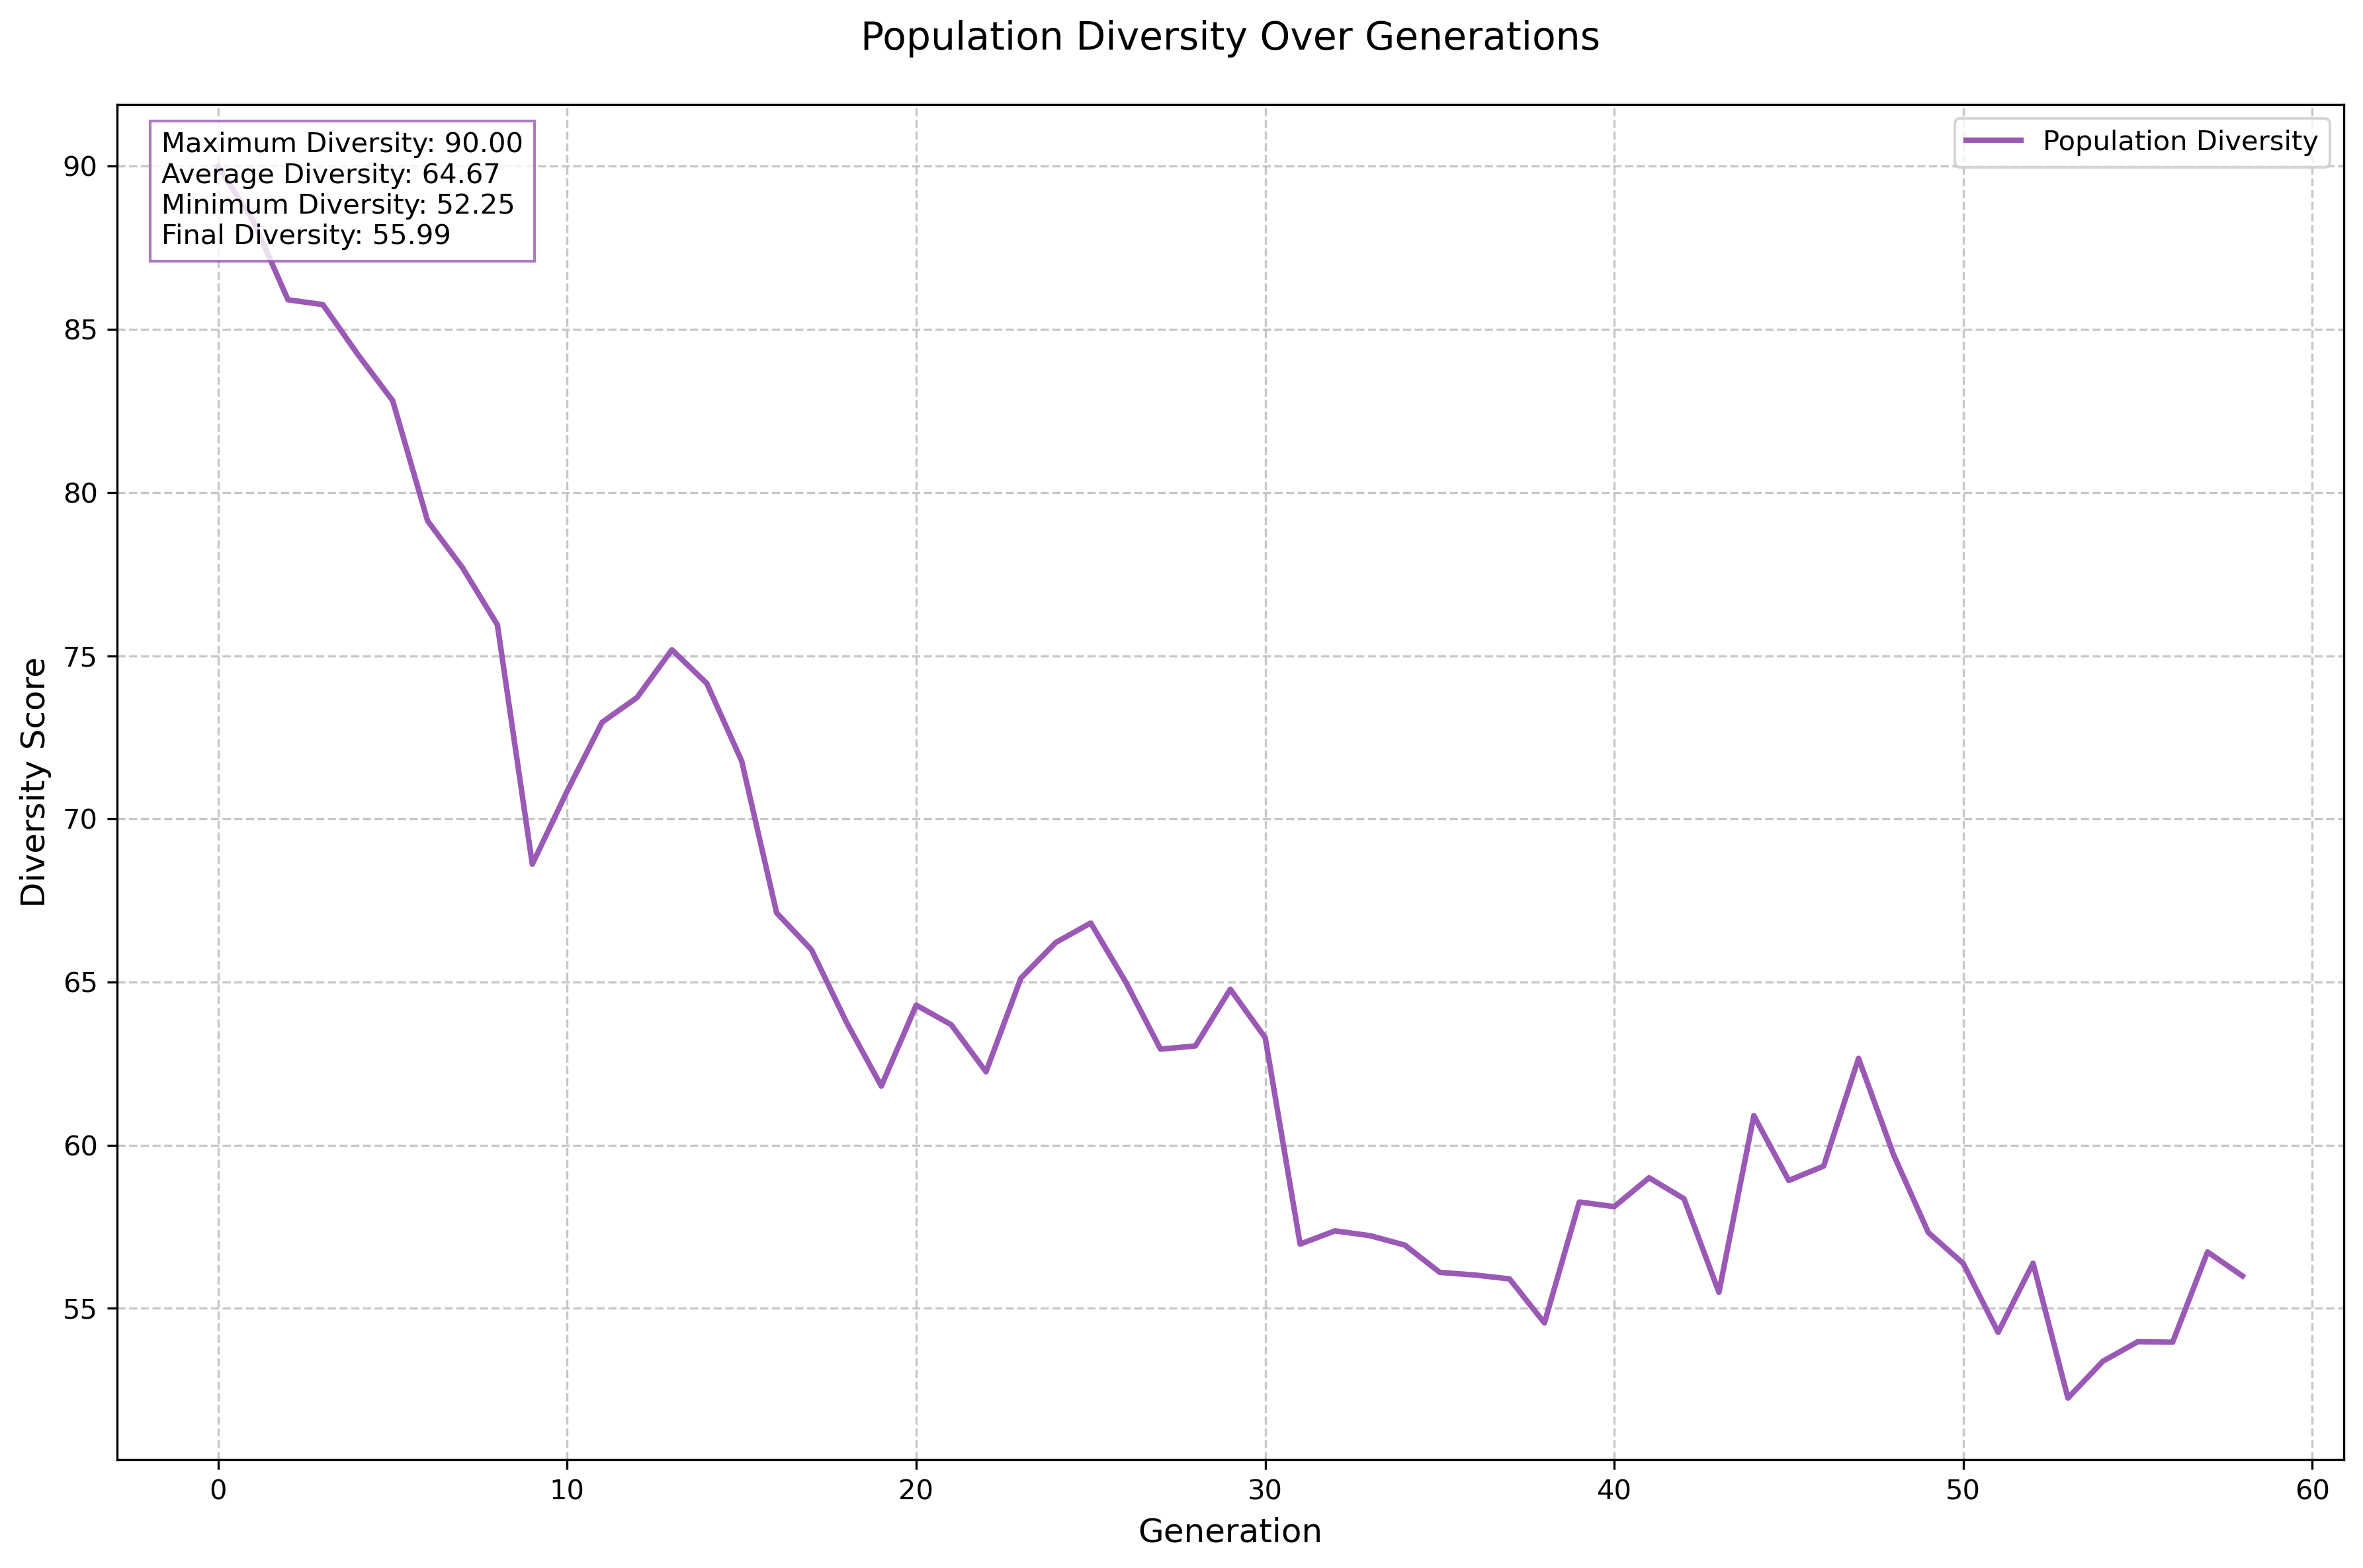 Population Diversity Over Generations
Maximum Diversity: 90.00
Average Diversity: 64.67
Minimum Diversity: 52.25
Final Diversity: 55.99
Population Diversity
90
85
80
75
70
65
60
55
Diversity Score
0 10 20 30 40 50 60
Generation